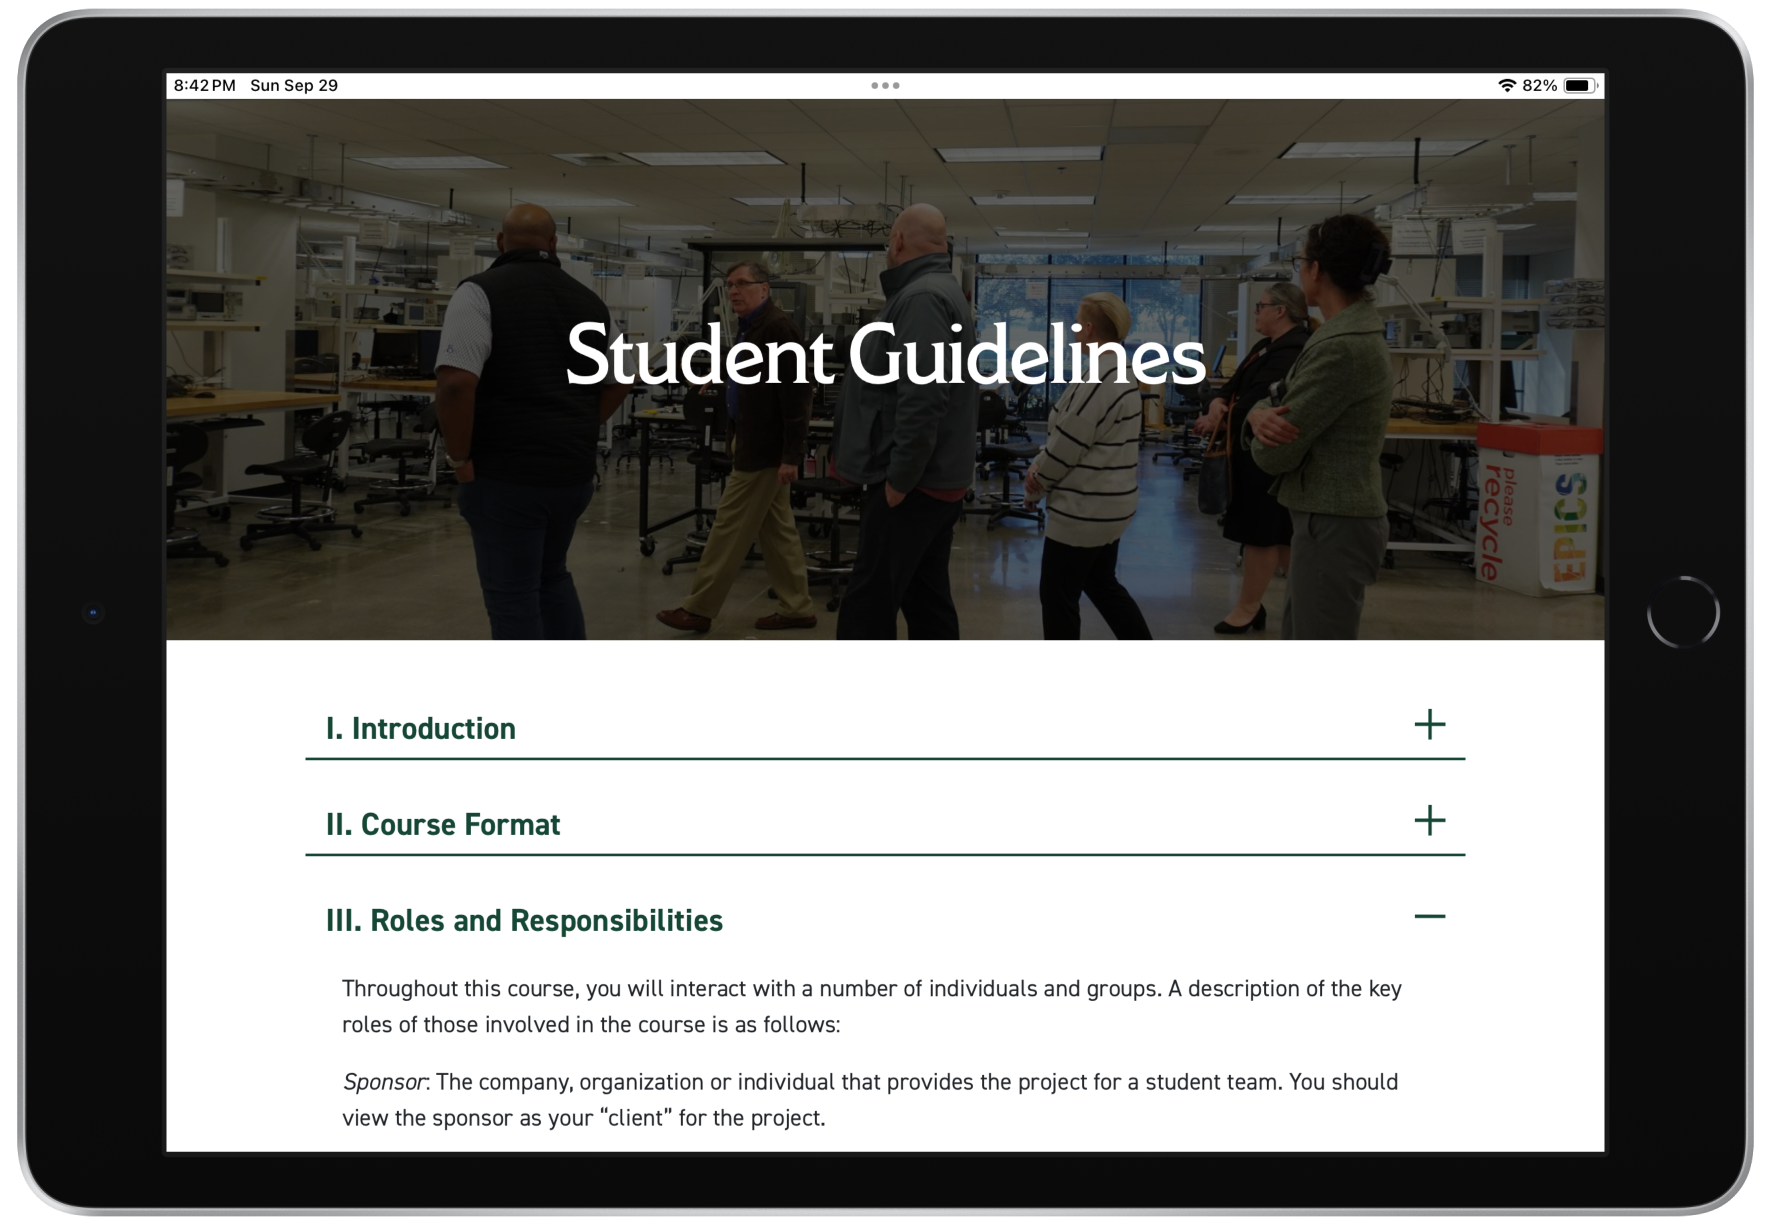 8:42 PM Sun Sep 29
82%
Student Guidelines
please
recycle
EPICS
I. Introduction
II. Course Format
III. Roles and Responsibilities
Throughout this course, you will interact with a number of individuals and groups. A description of the key
roles of those involved in the course is as follows:
Sponsor: The company, organization or individual that provides the project for a student team. You should
view the sponsor as your “client” for the project.